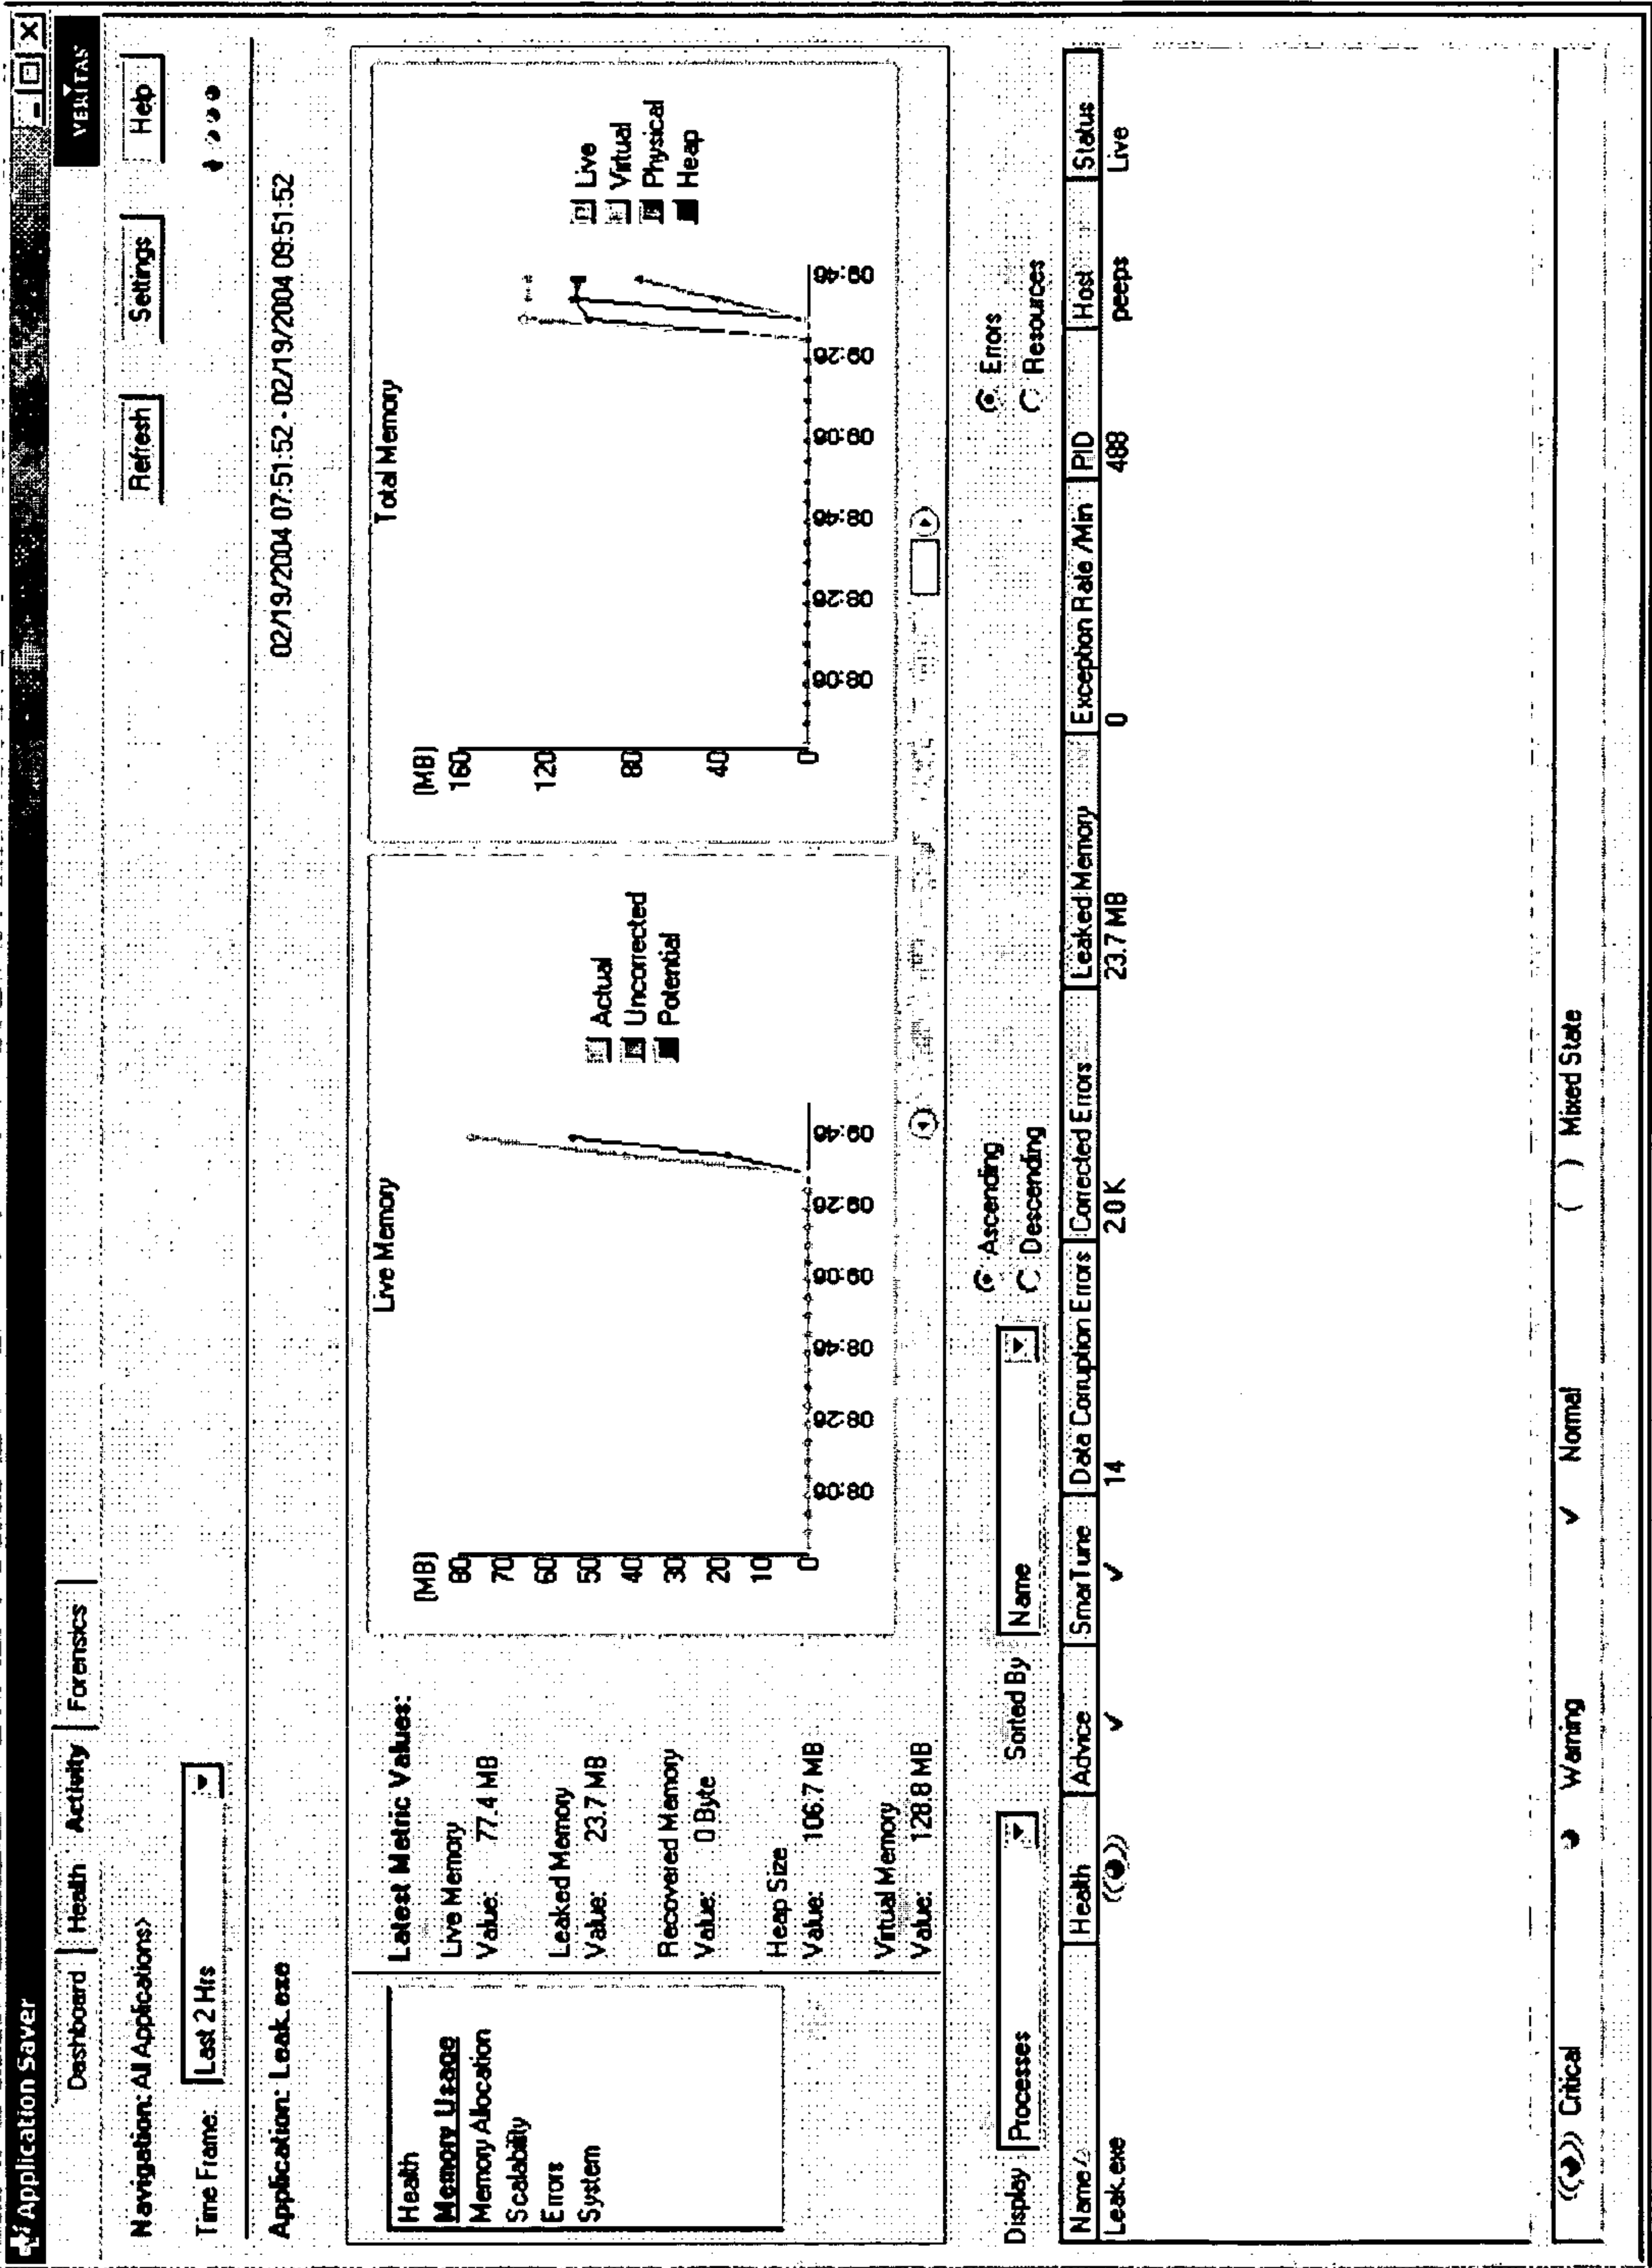 Application Saver
VERITAS
Dashboard Health Activity Forensics
Navigation: All Applications>
Refresh Settings Help
Time Frame: Last 2 Hrs
Application: Leak.exe
02/19/2004 07:51:52 - 02/19/2004 09:51:52
Health
Memory Usage
Memory Allocation
Scalability
Errors
System
Latest Metric Values:
Live Memory
Value: 77.4 MB
Leaked Memory
Value: 23.7 MB
Recovered Memory
Value: 0 Byte
Heap Size
Value: 106.7 MB
Virtual Memory
Value: 128.8 MB
Live Memory
(MB)
80
70
60
50
40
30
20
10
0
08:06 08:26 08:46 09:06 09:26 09:46
Actual
Uncorrected
Potential
Total Memory
(MB)
160
120
80
40
0
08:06 08:26 08:46 09:06 09:26 09:46
Live
Virtual
Physical
Heap
Display Processes Sorted By Name
Ascending
Descending
Errors
Resources
Name Health Advice SmarTune Data Corruption Errors Corrected Errors Leaked Memory Exception Rate /Min PID Host Status
Leak.exe 14 20 K 23.7 MB 0 488 peeps Live
Critical Warning Normal Mixed State